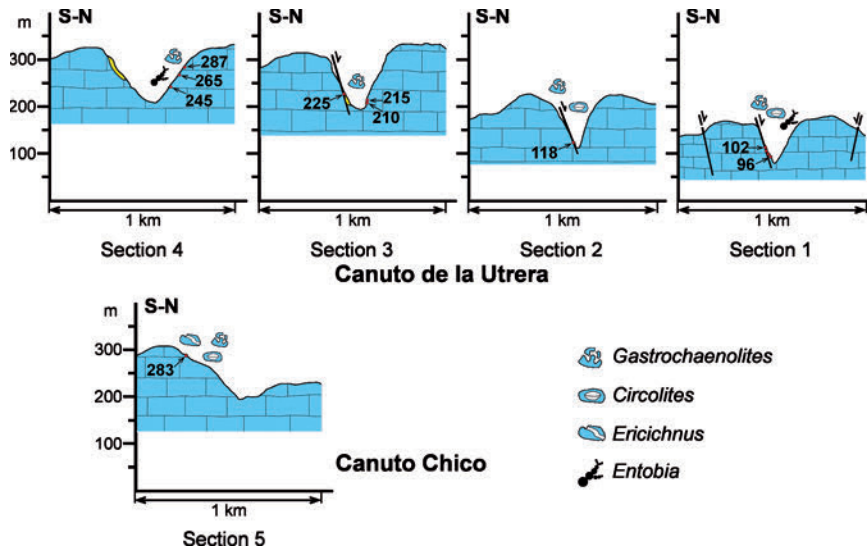 m
S-N
S-N
S-N
S-N
300
200
100
287
265
245
225
215
210
118
102
96
1 km
1 km
1 km
1 km
Section 4
Section 3
Section 2
Section 1
Canuto de la Utrera
m
S-N
300
200
100
283
1 km
Section 5
Canuto Chico
Gastrochaenolites
Circolites
Ericichnus
Entobia